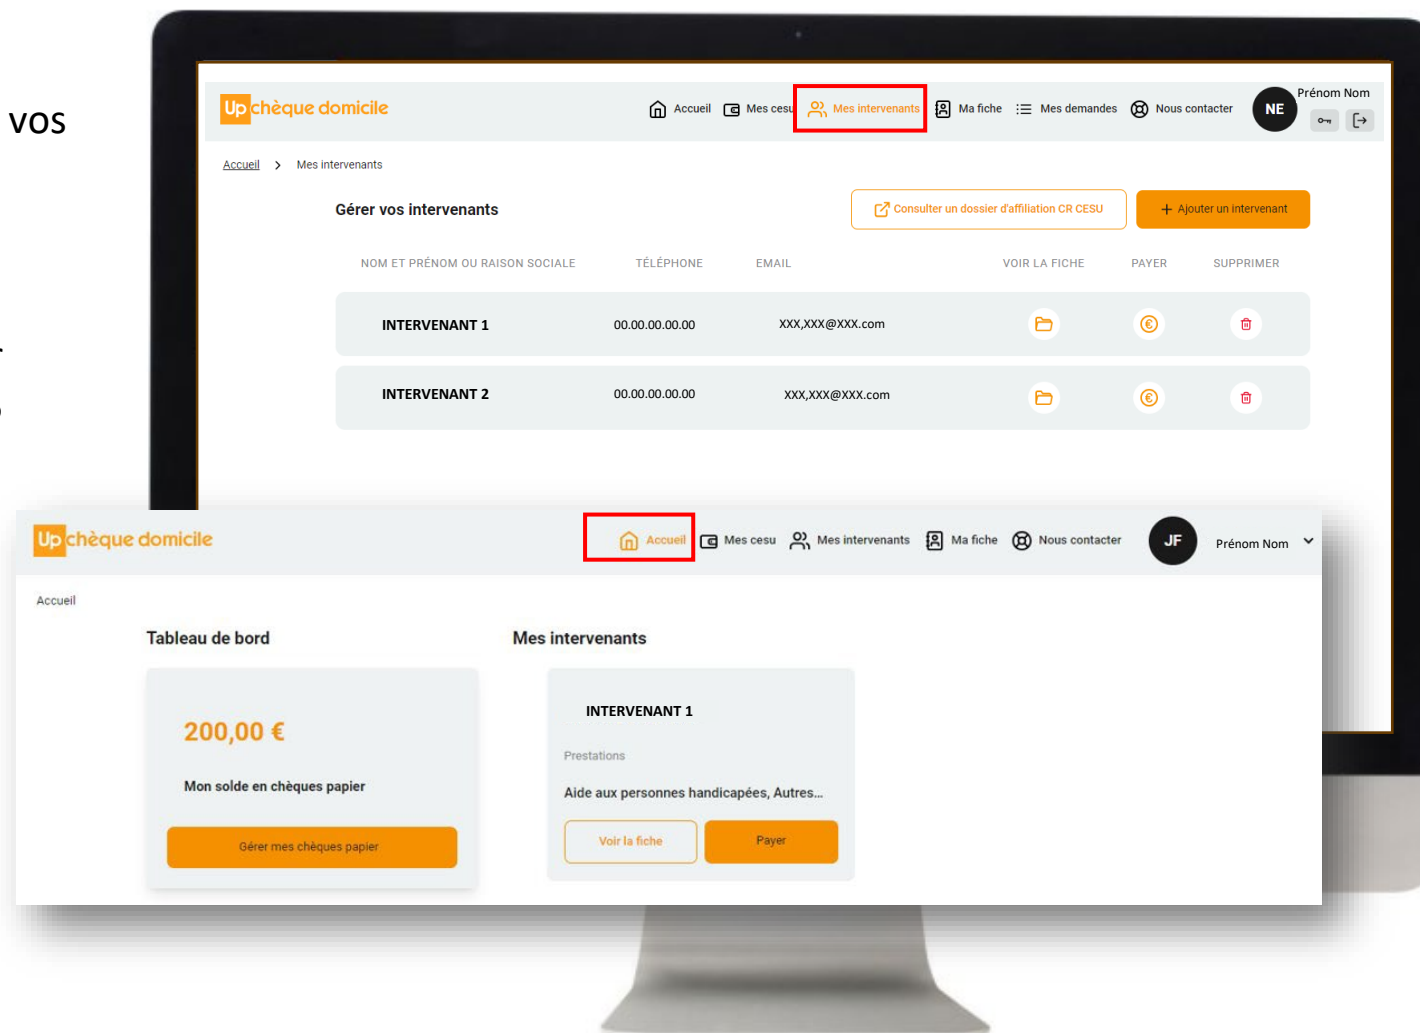 vos
Up chèque domicile
Accueil Mes cesu Mes intervenants Ma fiche Mes demandes Nous contacter NE Prénom Nom
Accueil > Mes intervenants
Gérer vos intervenants
Consulter un dossier d'affiliation CR CESU
+ Ajouter un intervenant
NOM ET PRÉNOM OU RAISON SOCIALE TÉLÉPHONE EMAIL VOIR LA FICHE PAYER SUPPRIMER
INTERVENANT 1 00.00.00.00.00 XXX,XXX@XXX.com
INTERVENANT 2 00.00.00.00.00 XXX,XXX@XXX.com
Up chèque domicile
Accueil Mes cesu Mes intervenants Ma fiche Nous contacter JF Prénom Nom
Accueil
Tableau de bord
200,00 €
Mon solde en chèques papier
Gérer mes chèques papier
Mes intervenants
INTERVENANT 1
Prestations
Aide aux personnes handicapées, Autres...
Voir la fiche
Payer